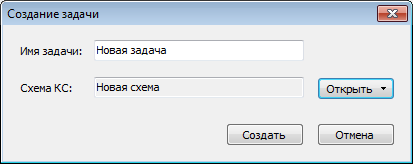 Создание задачи
Имя задачи: Новая задача
Схема КС: Новая схема Открыть
Создать Отмена